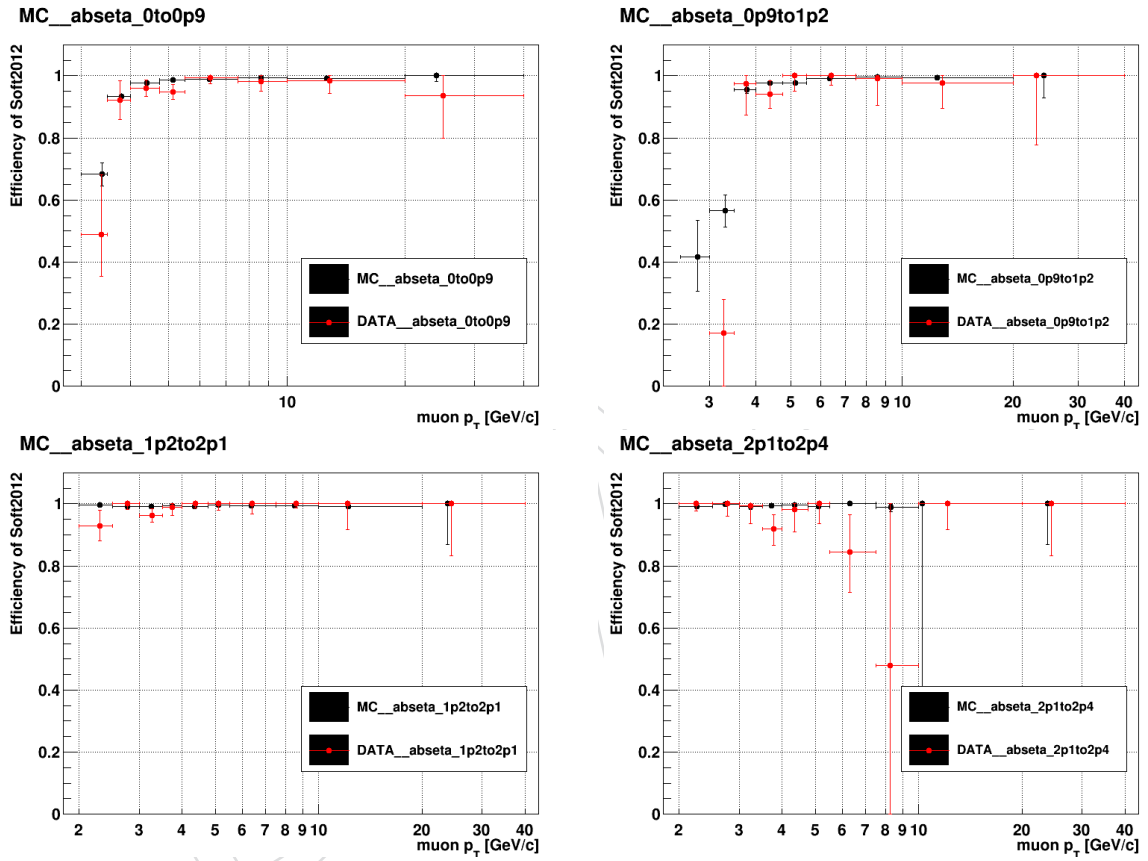 MC__abseta_0to0p9
Efficiency of Soft2012
1
0.8
0.6
0.4
0.2
0
MC__abseta_0to0p9
DATA__abseta_0to0p9
10
muon p_T [GeV/c]
MC__abseta_0p9to1p2
Efficiency of Soft2012
1
0.8
0.6
0.4
0.2
0
MC__abseta_0p9to1p2
DATA__abseta_0p9to1p2
3 4 5 6 7 8 9 10 20 30 40
muon p_T [GeV/c]
MC__abseta_1p2to2p1
Efficiency of Soft2012
1
0.8
0.6
0.4
0.2
0
MC__abseta_1p2to2p1
DATA__abseta_1p2to2p1
2 3 4 5 6 7 8 9 10 20 30 40
muon p_T [GeV/c]
MC__abseta_2p1to2p4
Efficiency of Soft2012
1
0.8
0.6
0.4
0.2
0
MC__abseta_2p1to2p4
DATA__abseta_2p1to2p4
2 3 4 5 6 7 8 9 10 20 30 40
muon p_T [GeV/c]